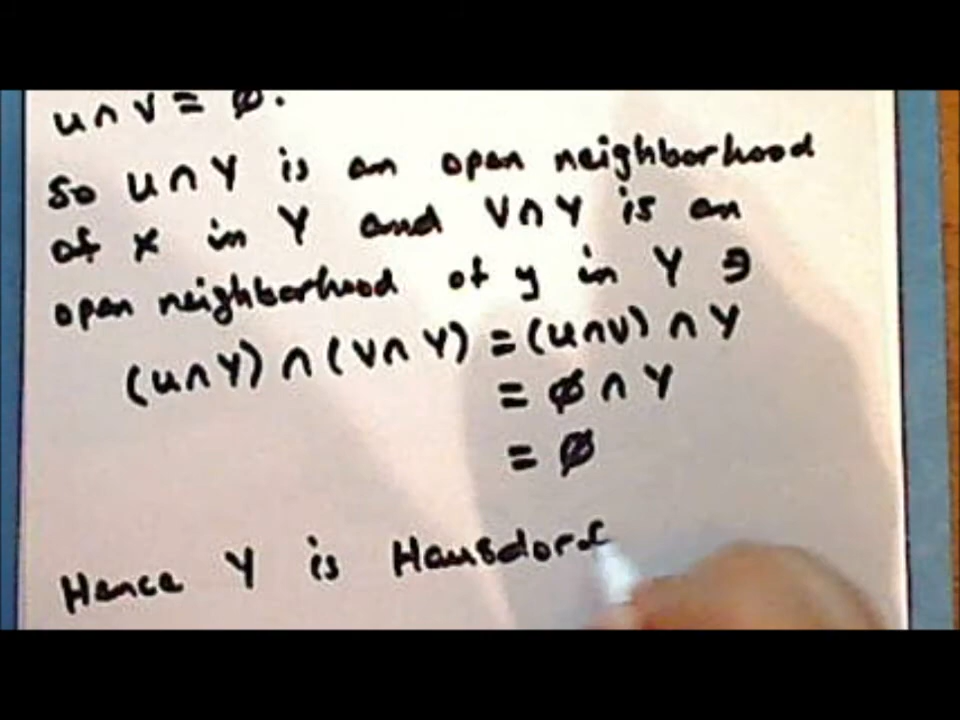 u ∩ V = ∅.
So u ∩ Y is an open neighborhood
of x in Y and V ∩ Y is an
open neighborhood of y in Y ∋
(u ∩ Y) ∩ (V ∩ Y) = (u ∩ V) ∩ Y
= ∅ ∩ Y
= ∅
Hence Y is Hausdorf